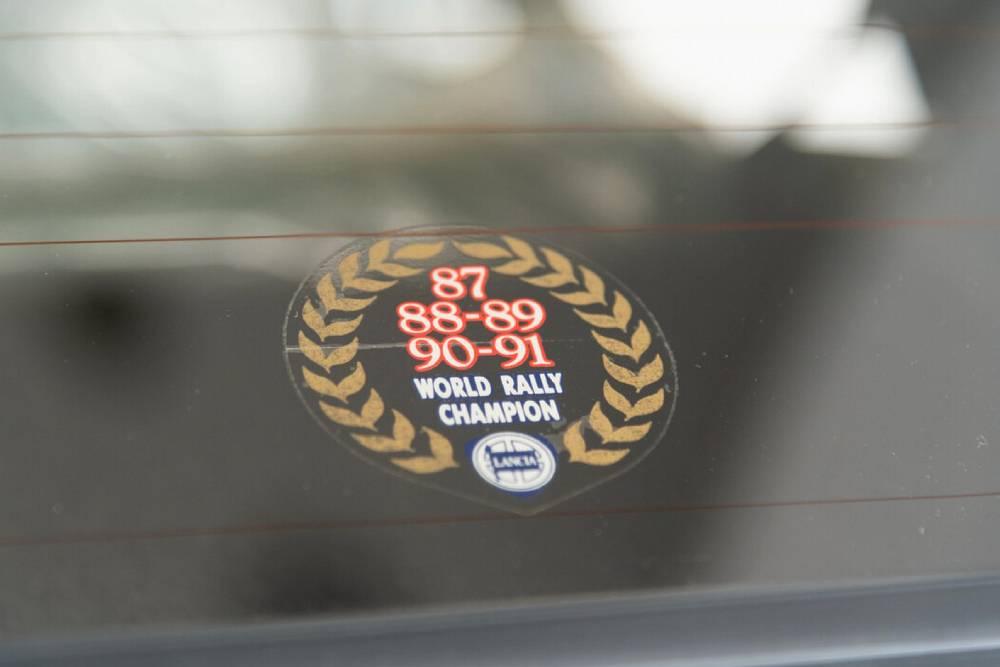 87
88-89
90-91
WORLD RALLY
CHAMPION
LANCIA